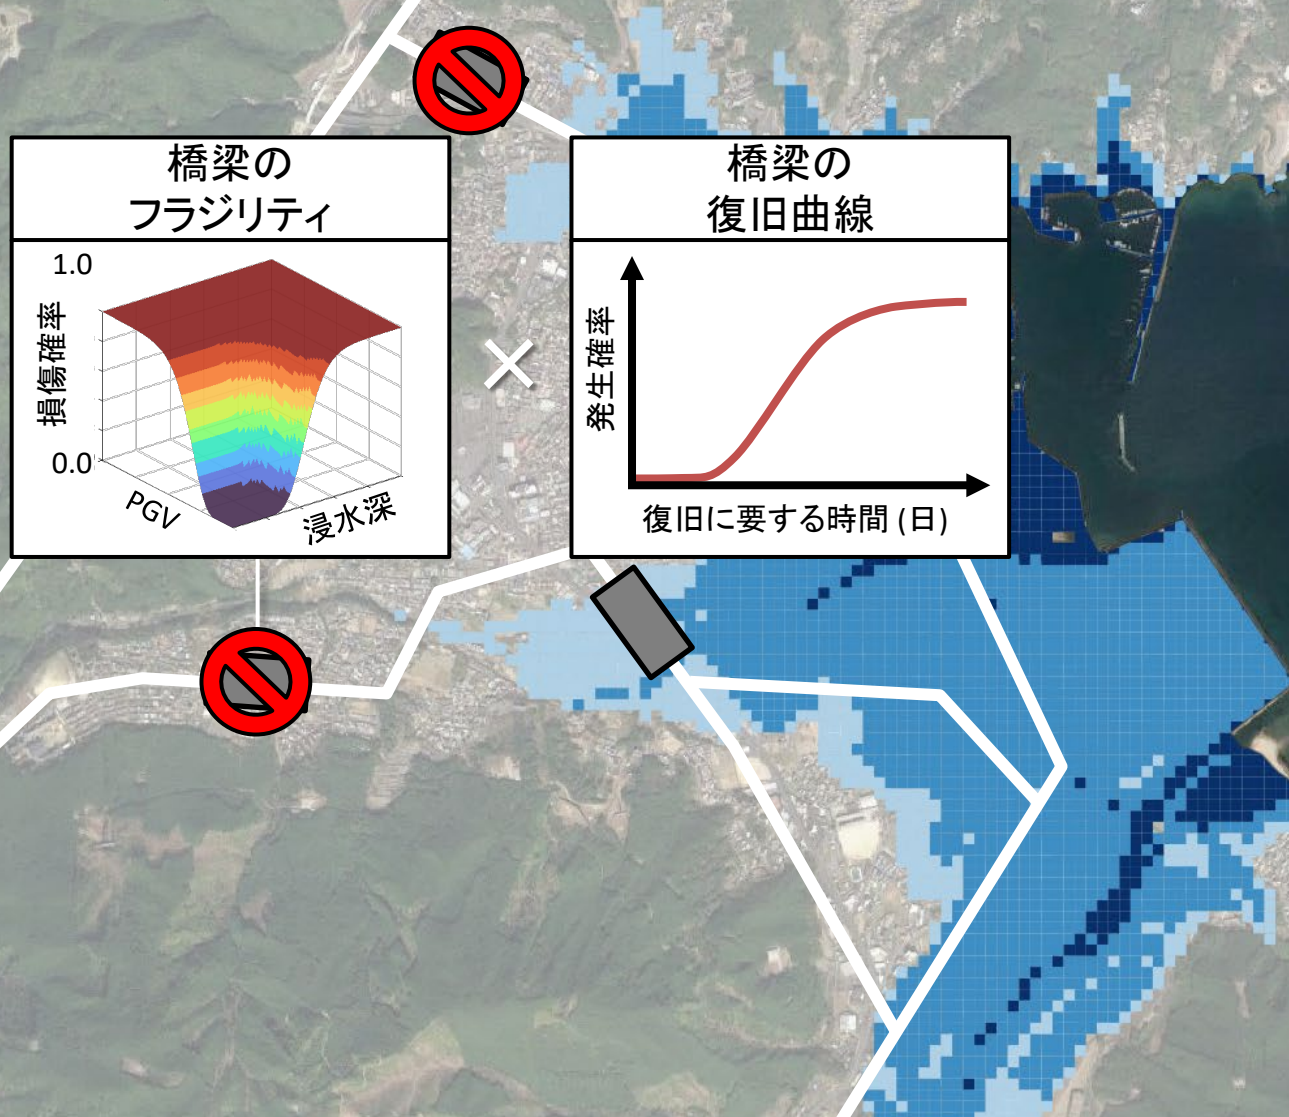 橋梁の
フラジリティ
1.0
損傷確率
0.0
PGV
浸水深
×
橋梁の
復旧曲線
発生確率
復旧に要する時間 (日)